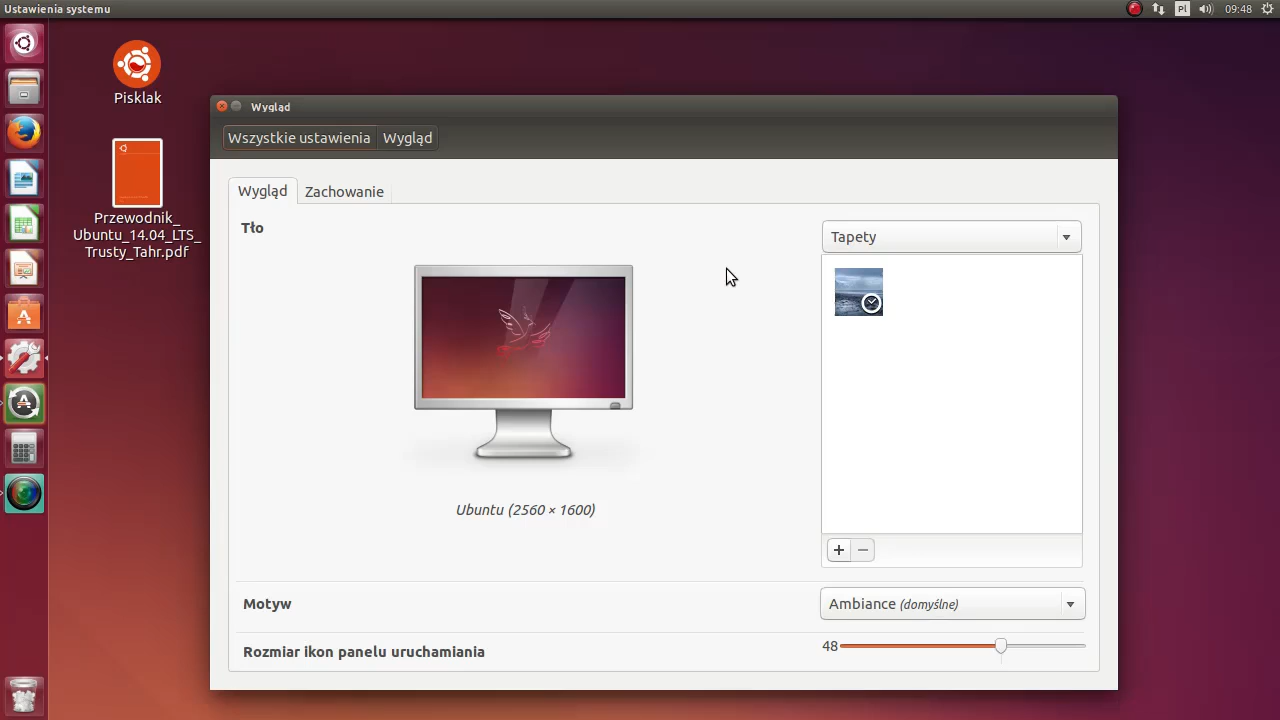 Ustawienia systemu
Pl
09:48
Pisklak
Przewodnik_
Ubuntu_14.04_LTS_
Trusty_Tahr.pdf
Wygląd
Wszystkie ustawienia
Wygląd
Wygląd
Zachowanie
Tło
Tapety
Ubuntu (2560 × 1600)
Motyw
Ambiance (domyślne)
Rozmiar ikon panelu uruchamiania
48